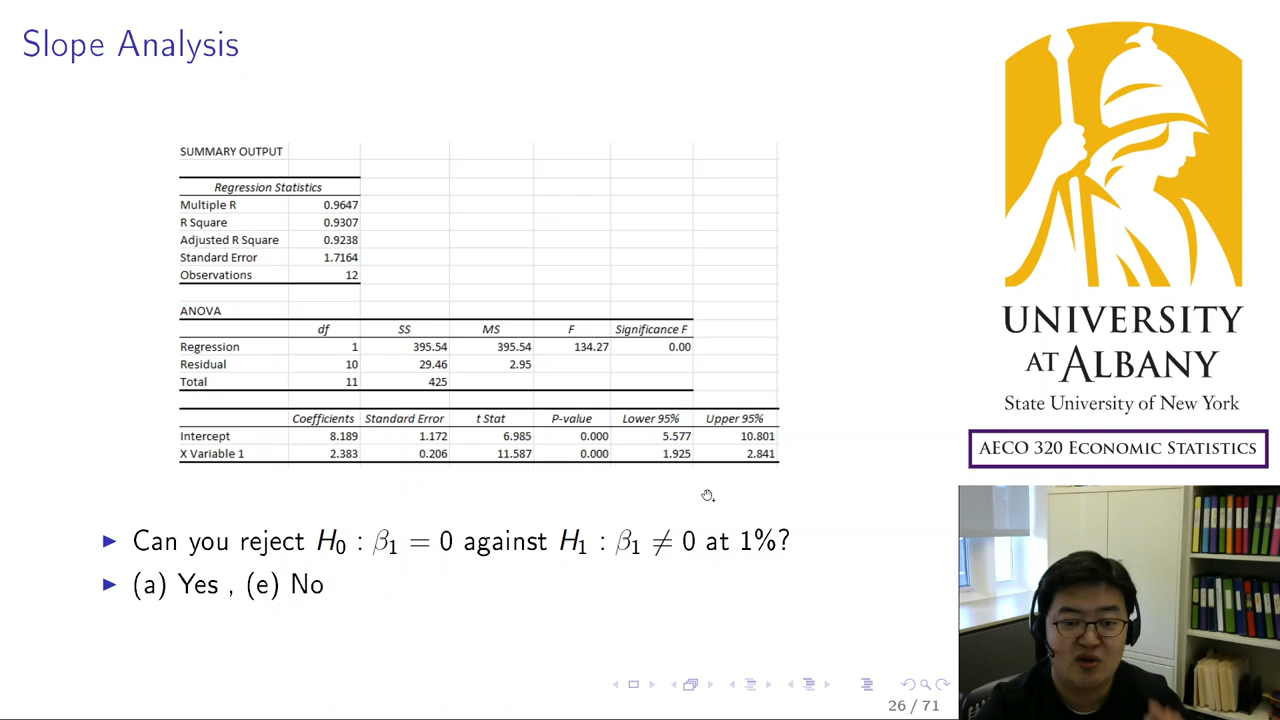 Slope Analysis
SUMMARY OUTPUT
Regression Statistics
Multiple R 0.9647
R Square 0.9307
Adjusted R Square 0.9238
Standard Error 1.7164
Observations 12
ANOVA
df SS MS F Significance F
Regression 1 395.54 395.54 134.27 0.00
Residual 10 29.46 2.95
Total 11 425
Coefficients Standard Error t Stat P-value Lower 95% Upper 95%
Intercept 8.189 1.172 6.985 0.000 5.577 10.801
X Variable 1 2.383 0.206 11.587 0.000 1.925 2.841
Can you reject H₀ : β₁ = 0 against H₁ : β₁ ≠ 0 at 1%?
(a) Yes , (e) No
26 / 71
UNIVERSITY
AT ALBANY
State University of New York
AECO 320 Economic Statistics